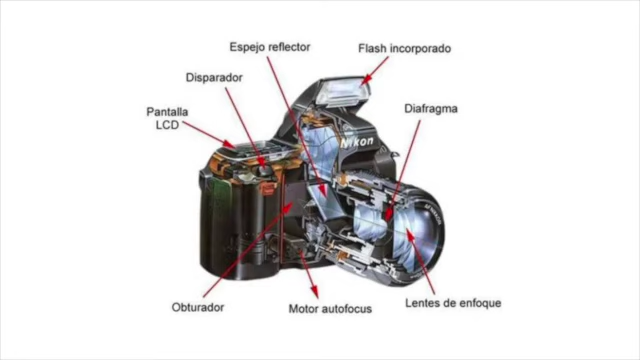 Espejo reflector
Flash incorporado
Disparador
Pantalla
LCD
Diafragma
Nikon
Obturador
Motor autofocus
Lentes de enfoque